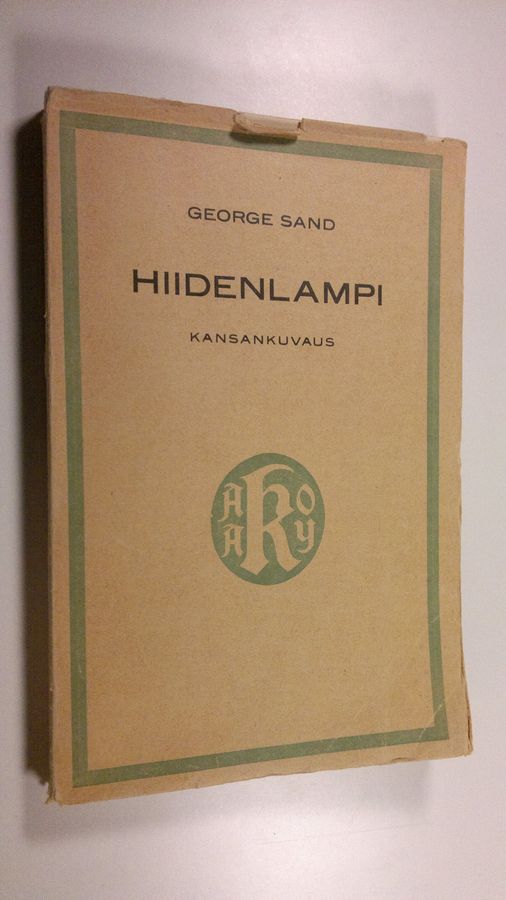 GEORGE SAND
HIIDENLAMPI
KANSANKUVAUS
A K O
A Y